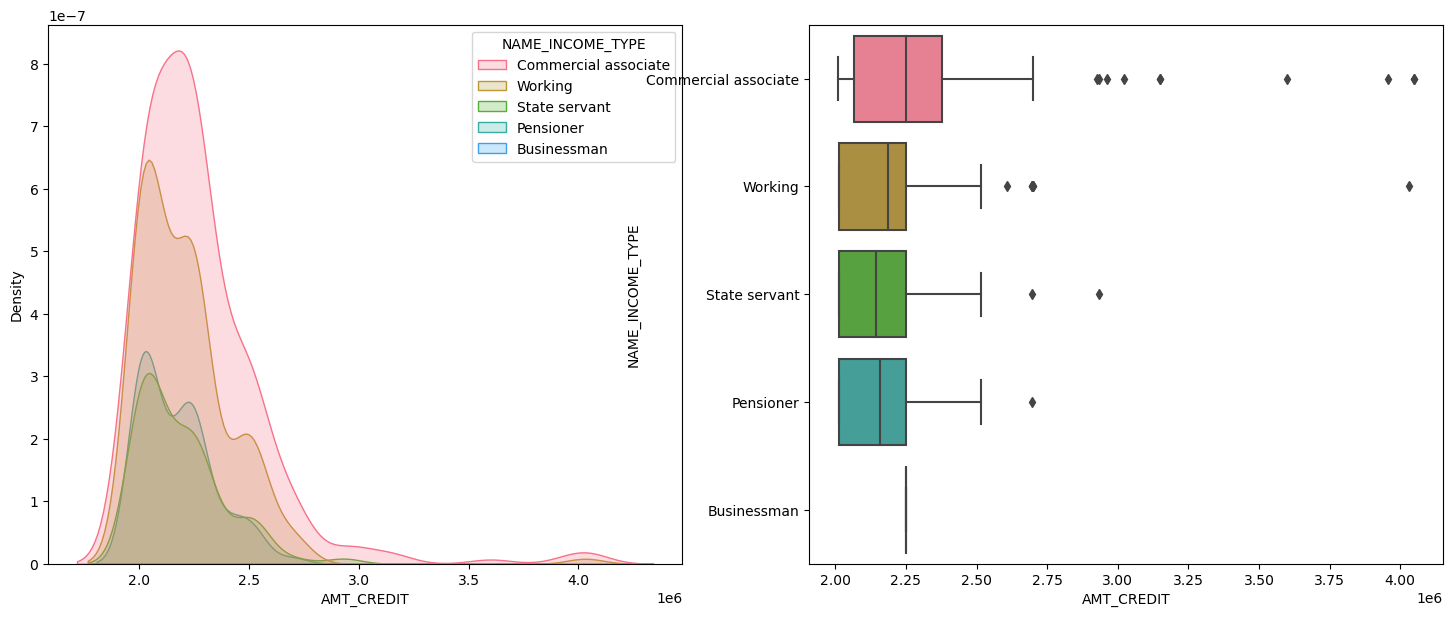 1e−7
NAME_INCOME_TYPE
Commercial associate
Working
State servant
Pensioner
Businessman
8
7
6
5
4
3
2
1
0
Density
2.0 2.5 3.0 3.5 4.0
1e6
AMT_CREDIT
NAME_INCOME_TYPE
Commercial associate
Working
State servant
Pensioner
Businessman
2.00 2.25 2.50 2.75 3.00 3.25 3.50 3.75 4.00
1e6
AMT_CREDIT